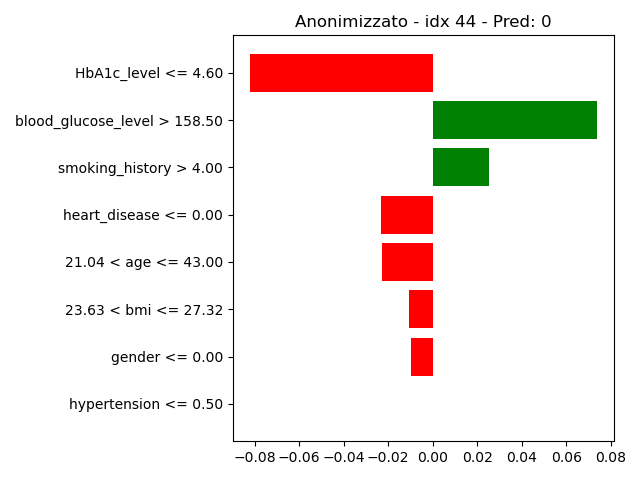 Anonimizzato - idx 44 - Pred: 0
HbA1c_level <= 4.60
blood_glucose_level > 158.50
smoking_history > 4.00
heart_disease <= 0.00
21.04 < age <= 43.00
23.63 < bmi <= 27.32
gender <= 0.00
hypertension <= 0.50
−0.08 −0.06 −0.04 −0.02 0.00 0.02 0.04 0.06 0.08